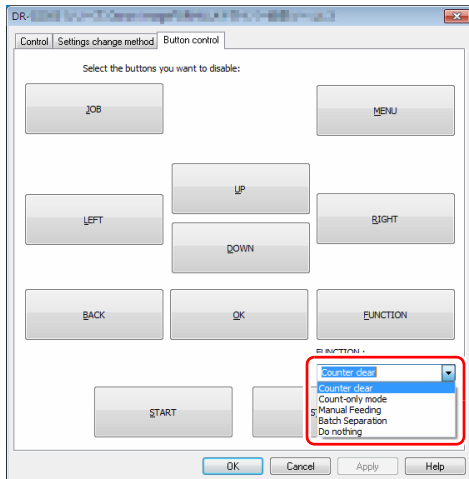 DR-
Control Settings change method Button control
Select the buttons you want to disable:
JOB
MENU
UP
LEFT
RIGHT
DOWN
BACK
OK
FUNCTION
FUNCTION :
Counter clear
Counter clear
Count-only mode
Manual Feeding
Batch Separation
Do nothing
START
OK Cancel Apply Help